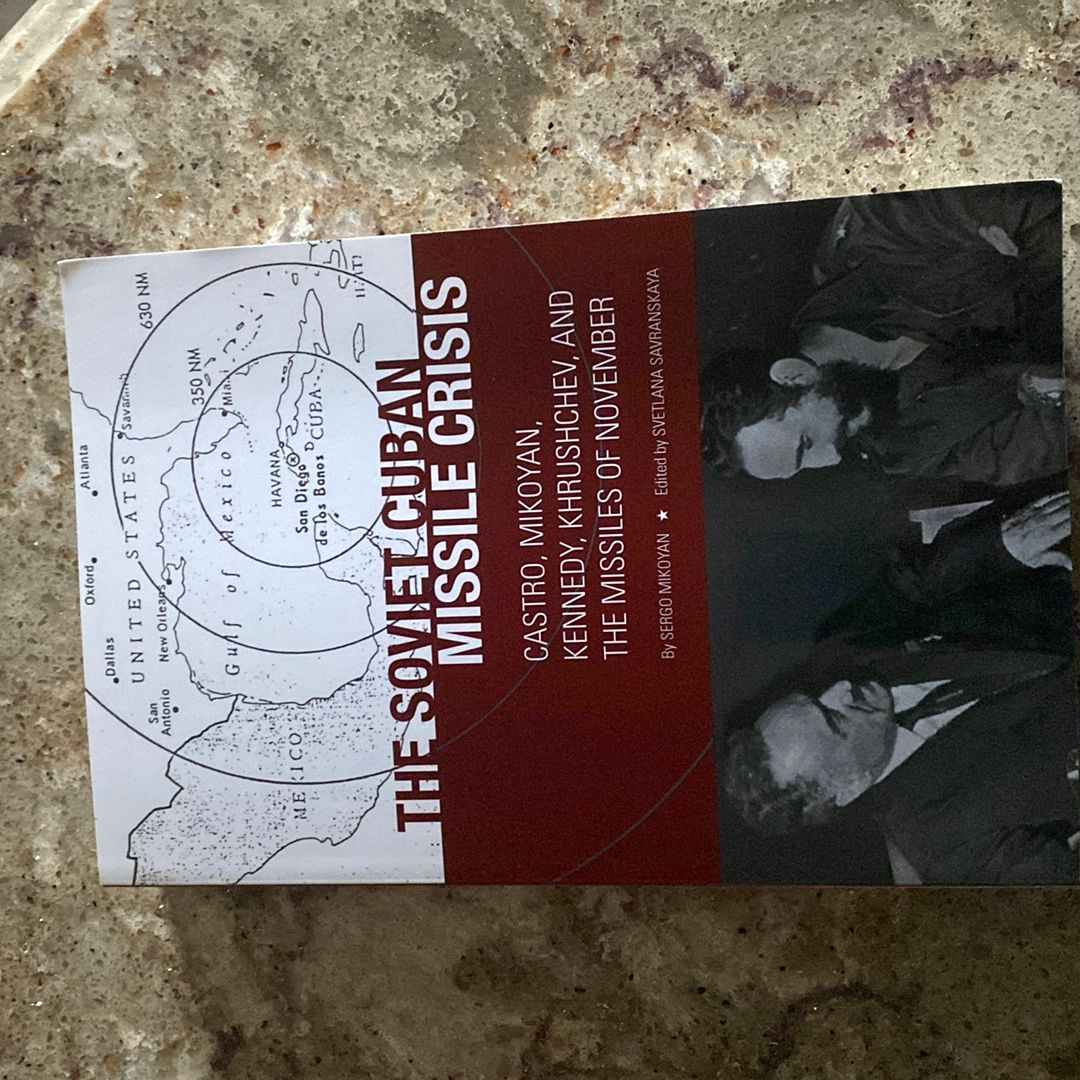 630 NM
350 NM
Atlanta
Savannah
Oxford
Dallas
UNITED STATES
New Orleans
San
Antonio
Miami
Gulf of Mexico
HAVANA
San Diego
de los Banos
CUBA
HAITI
MEXICO
THE SOVIET CUBAN
MISSILE CRISIS
CASTRO, MIKOYAN,
KENNEDY, KHRUSHCHEV, AND
THE MISSILES OF NOVEMBER
By SERGO MIKOYAN ★ Edited by SVETLANA SAVRANSKAYA